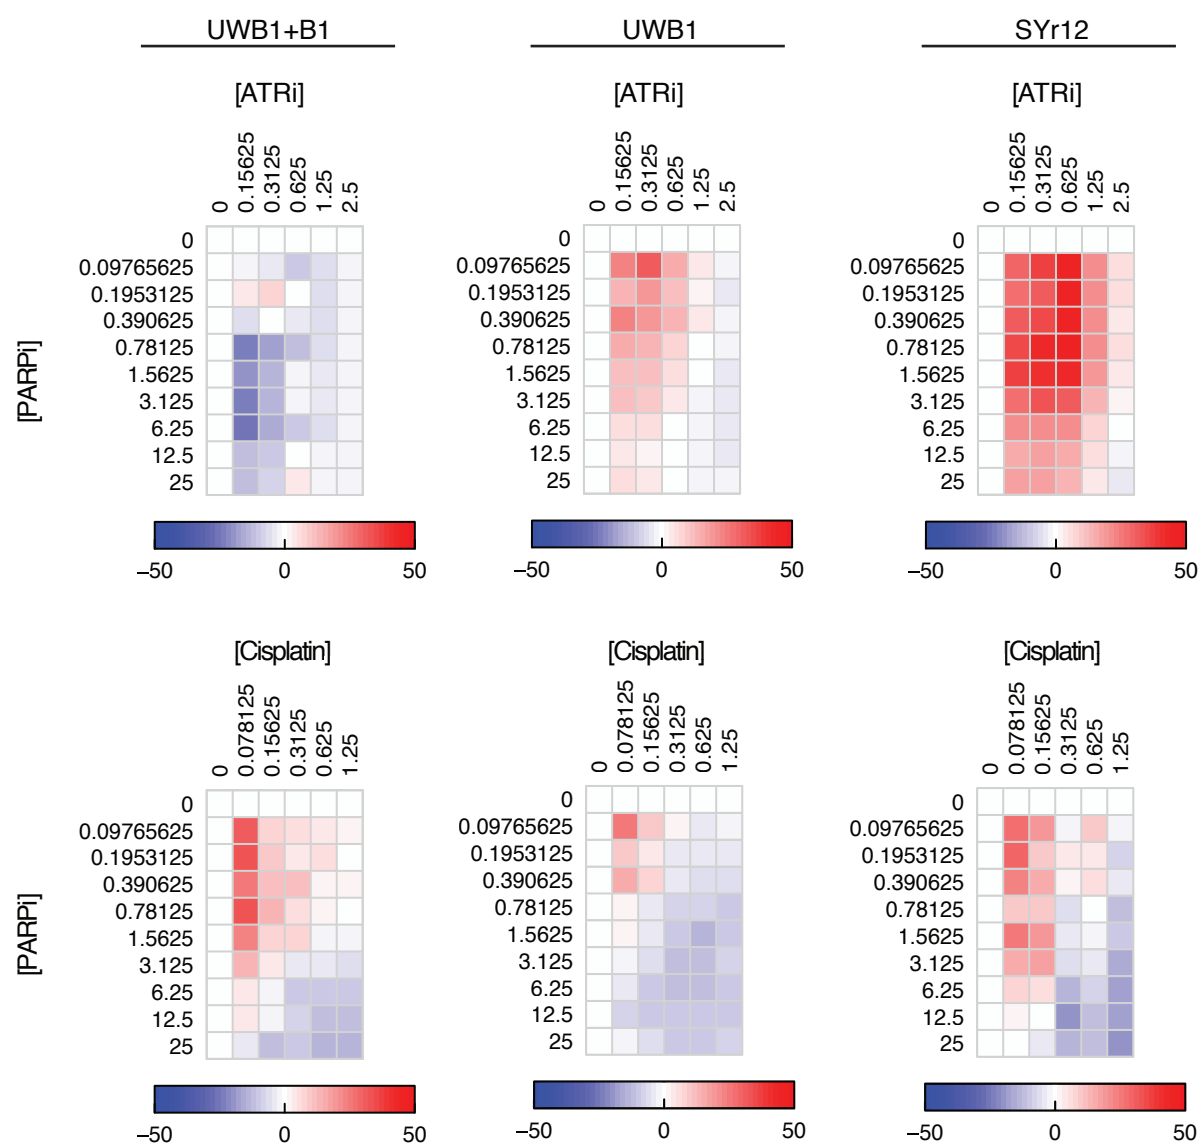 UWB1+B1 UWB1 SYr12
[ATRi] [ATRi] [ATRi]
0 0.15625 0.3125 0.625 1.25 2.5 0 0.15625 0.3125 0.625 1.25 2.5 0 0.15625 0.3125 0.625 1.25 2.5
[PARPi]
0 0 0
0.09765625 0.09765625 0.09765625
0.1953125 0.1953125 0.1953125
0.390625 0.390625 0.390625
0.78125 0.78125 0.78125
1.5625 1.5625 1.5625
3.125 3.125 3.125
6.25 6.25 6.25
12.5 12.5 12.5
25 25 25
−50 0 50 −50 0 50 −50 0 50
[Cisplatin] [Cisplatin] [Cisplatin]
0 0.078125 0.15625 0.3125 0.625 1.25 0 0.078125 0.15625 0.3125 0.625 1.25 0 0.078125 0.15625 0.3125 0.625 1.25
[PARPi]
0 0 0
0.09765625 0.09765625 0.09765625
0.1953125 0.1953125 0.1953125
0.390625 0.390625 0.390625
0.78125 0.78125 0.78125
1.5625 1.5625 1.5625
3.125 3.125 3.125
6.25 6.25 6.25
12.5 12.5 12.5
25 25 25
−50 0 50 −50 0 50 −50 0 50